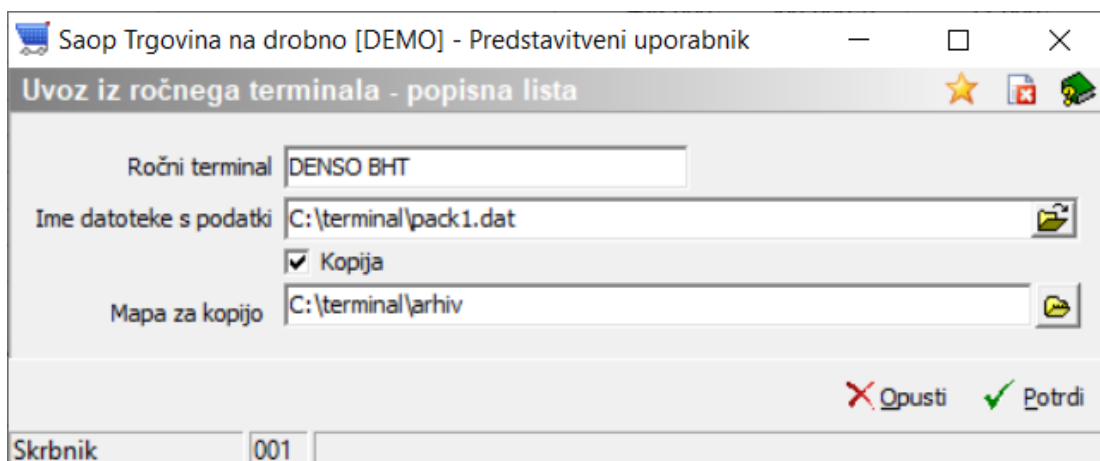 Saop Trgovina na drobno [DEMO] - Predstavitveni uporabnik
Uvoz iz ročnega terminala - popisna lista
Ročni terminal DENSO BHT
Ime datoteke s podatki C:\terminal\pack1.dat
Kopija
Mapa za kopijo C:\terminal\arhiv
Opusti Potrdi
Skrbnik 001